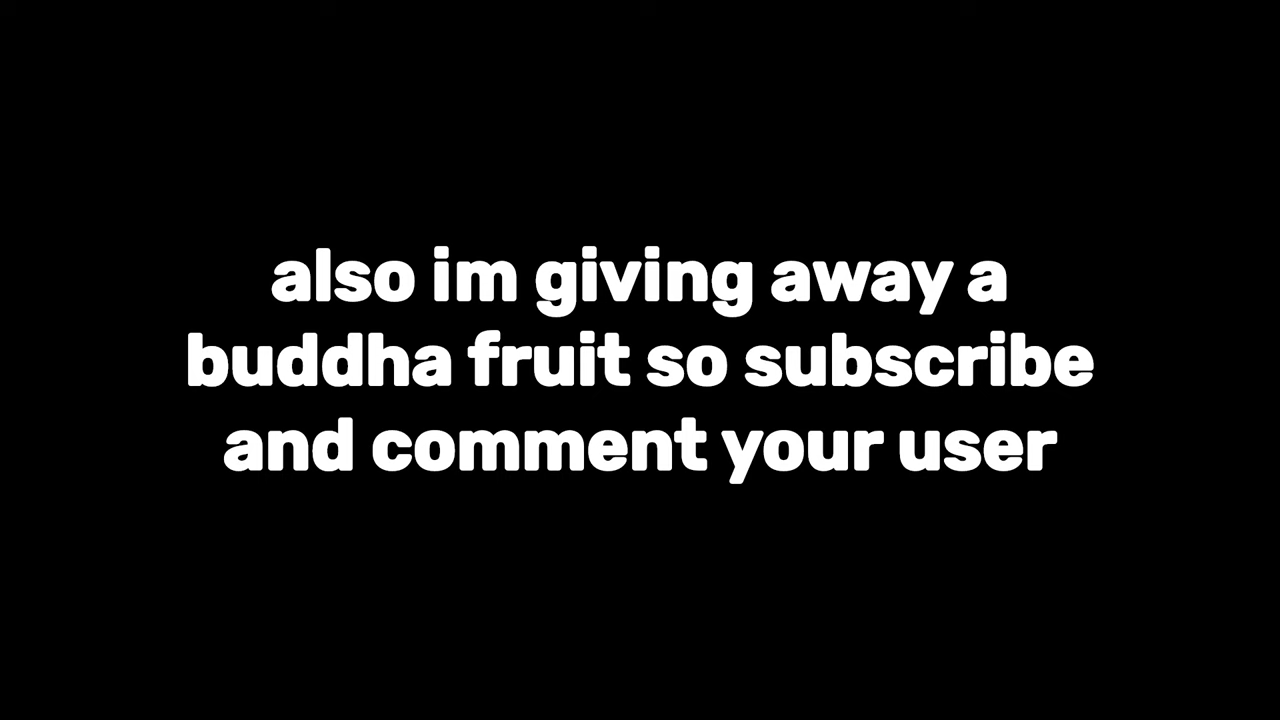 also im giving away a
buddha fruit so subscribe
and comment your user